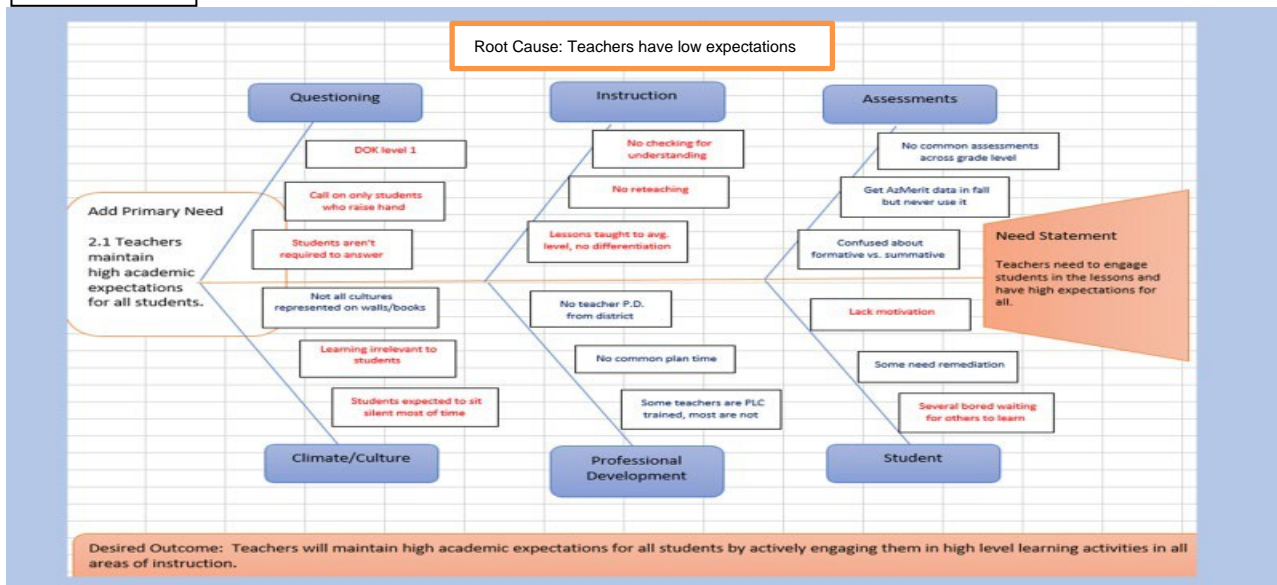 Root Cause: Teachers have low expectations
Questioning
Instruction
Assessments
DOK level 1
Call on only students
who raise hand
Students aren't
required to answer
No checking for
understanding
No reteaching
Lessons taught to avg.
level, no differentiation
No common assessments
across grade level
Get AzMerit data in fall
but never use it
Confused about
formative vs. summative
Add Primary Need
2.1 Teachers
maintain
high academic
expectations
for all students.
Need Statement
Teachers need to engage
students in the lessons and
have high expectations for
all.
Not all cultures
represented on walls/books
Learning irrelevant to
students
Students expected to sit
silent most of time
No teacher P.D.
from district
No common plan time
Some teachers are PLC
trained, most are not
Lack motivation
Some need remediation
Several bored waiting
for others to learn
Climate/Culture
Professional
Development
Student
Desired Outcome: Teachers will maintain high academic expectations for all students by actively engaging them in high level learning activities in all
areas of instruction.